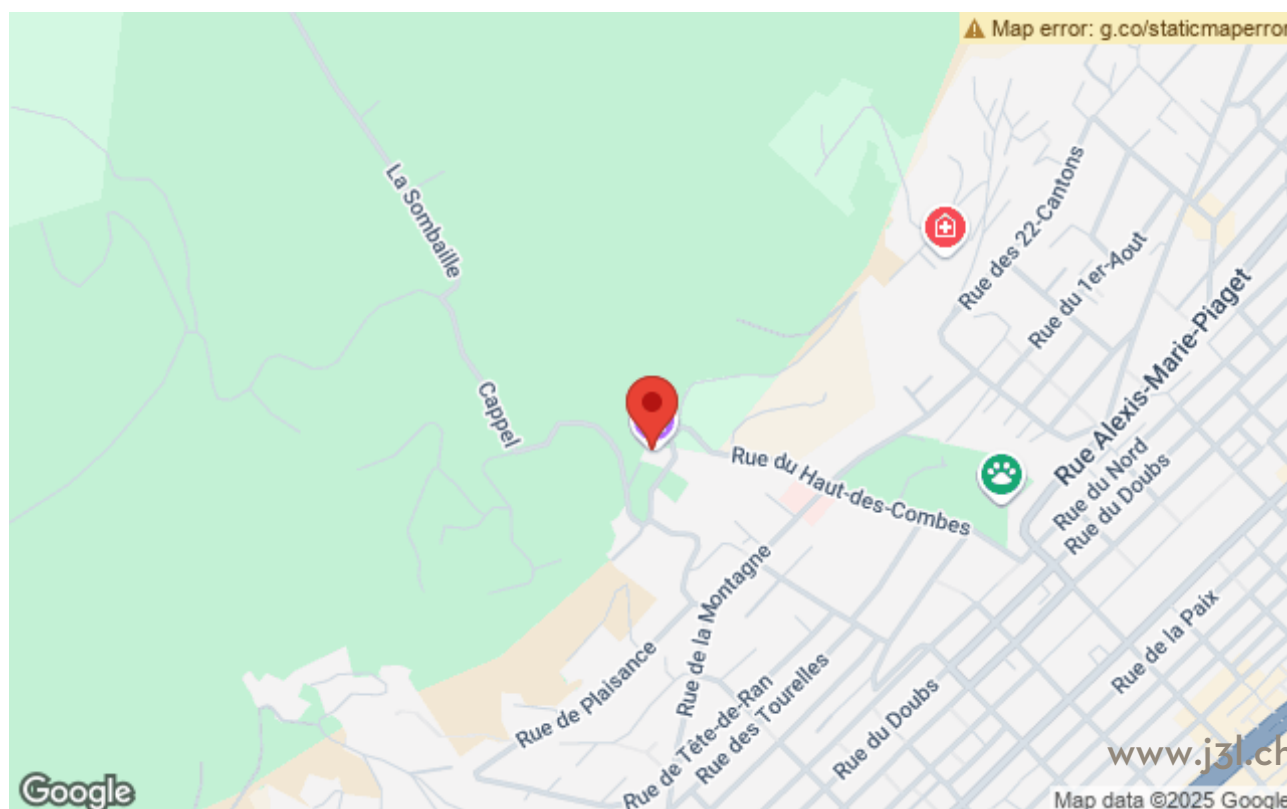 Map error: g.co/staticmaperror
La Sombaille
Rue des 22-Cantons
Rue du 1er-Aout
Rue Alexis-Marie-Piaget
Cappel
Rue du Haut-des-Combes
Rue du Nord
Rue du Doubs
Rue de la Montagne
Rue de la Paix
Rue de Plaisance
Rue de Tête-de-Ran
Rue des Tourelles
Rue du Doubs
www.j3l.ch
Google
Map data ©2025 Google